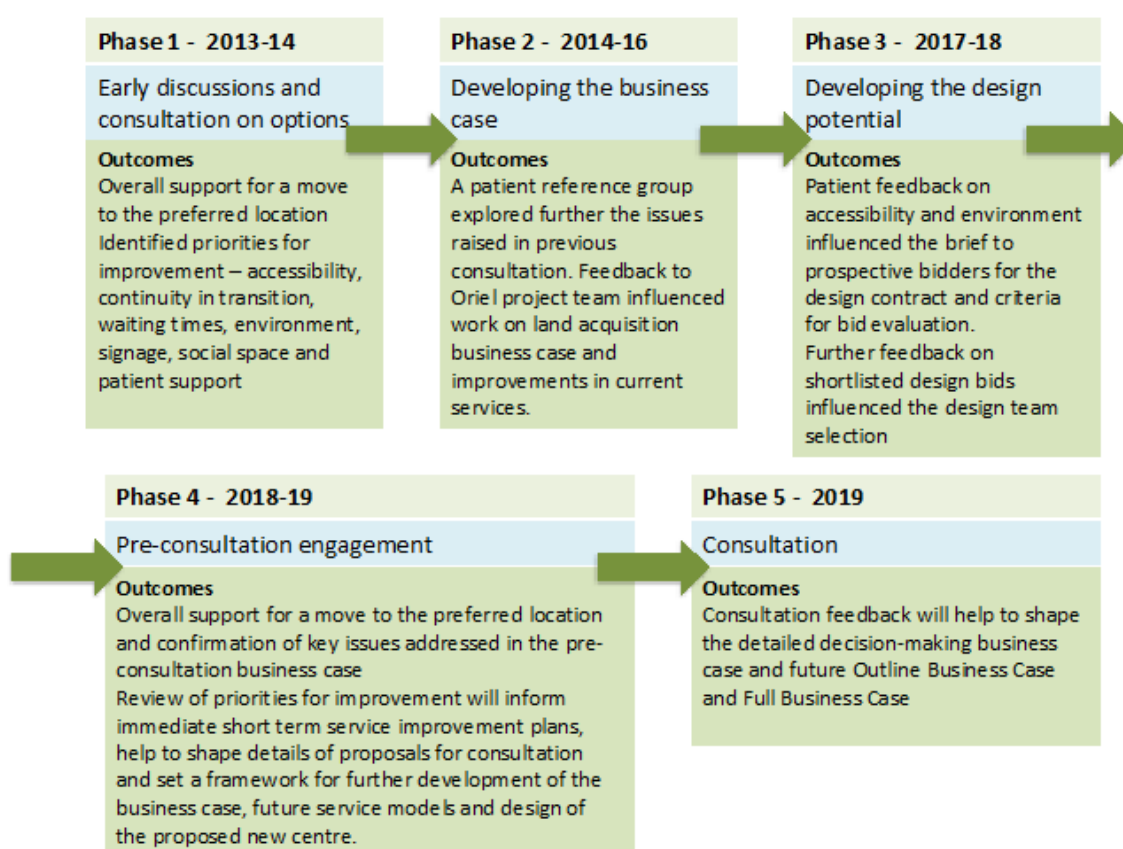 Phase 1 - 2013-14
Early discussions and
consultation on options
Outcomes
Overall support for a move
to the preferred location
Identified priorities for
improvement – accessibility,
continuity in transition,
waiting times, environment,
signage, social space and
patient support
Phase 2 - 2014-16
Developing the business
case
Outcomes
A patient reference group
explored further the issues
raised in previous
consultation. Feedback to
Oriel project team influenced
work on land acquisition
business case and
improvements in current
services.
Phase 3 - 2017-18
Developing the design
potential
Outcomes
Patient feedback on
accessibility and environment
influenced the brief to
prospective bidders for the
design contract and criteria
for bid evaluation.
Further feedback on
shortlisted design bids
influenced the design team
selection
Phase 4 - 2018-19
Pre-consultation engagement
Outcomes
Overall support for a move to the preferred location
and confirmation of key issues addressed in the pre-
consultation business case
Review of priorities for improvement will inform
immediate short term service improvement plans,
help to shape details of proposals for consultation
and set a framework for further development of the
business case, future service models and design of
the proposed new centre.
Phase 5 - 2019
Consultation
Outcomes
Consultation feedback will help to shape
the detailed decision-making business
case and future Outline Business Case
and Full Business Case